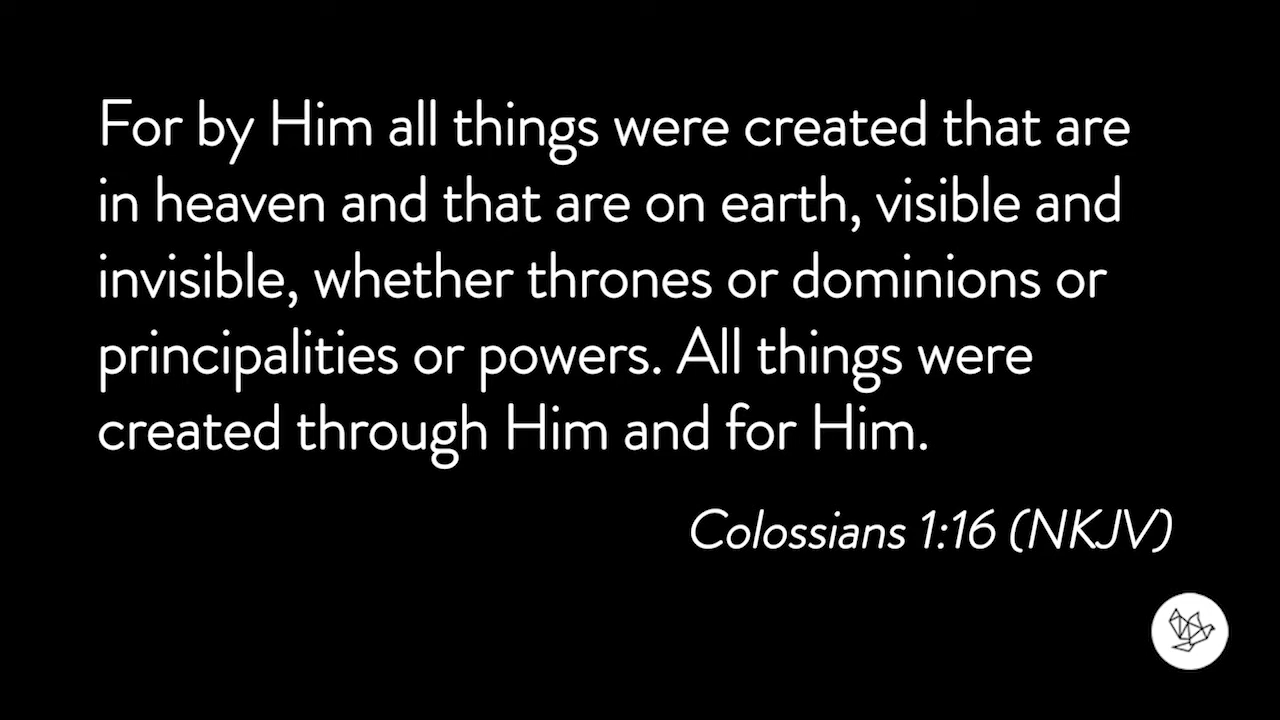 For by Him all things were created that are
in heaven and that are on earth, visible and
invisible, whether thrones or dominions or
principalities or powers. All things were
created through Him and for Him.
Colossians 1:16 (NKJV)